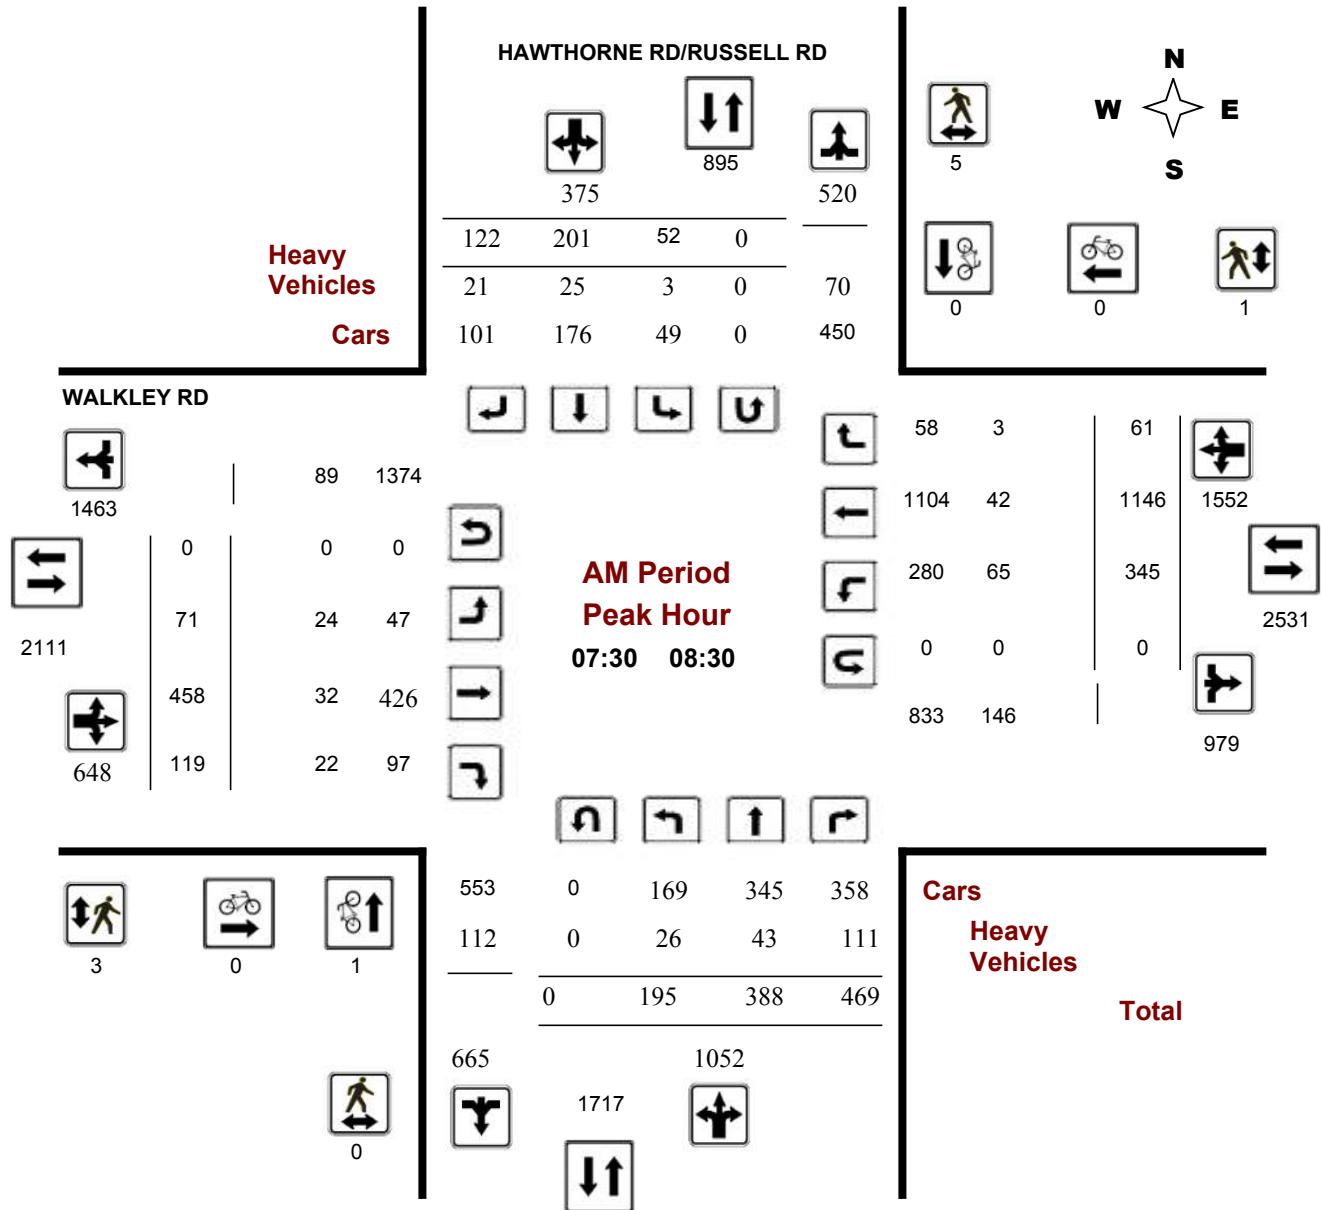 HAWTHORNE RD/RUSSELL RD
N
W E
S
895
5
375 520
122 201 52 0
Heavy
Vehicles
21 25 3 0 70
0 0 1
Cars
101 176 49 0 450
WALKLEY RD
58 3 61
89 1374
1463
1104 42 1146 1552
0 0 0
AM Period
280 65 345
Peak Hour
71 24 47
2531
2111
07:30 08:30
0 0 0
458 32 426
833 146
979
648 119 22 97
553 0 169 345 358
Cars
112 0 26 43 111
Heavy
Vehicles
3 0 1
0 195 388 469
Total
665 1052
1717
0